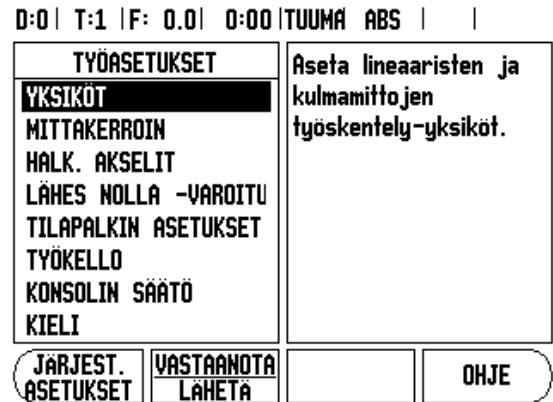 D:0 | T:1 | F: 0.0 | 0:00 | TUUMA ABS | |
TYÖASETUKSET
YKSIKÖT
MITTAKERROIN
HALK. AKSELIT
LÄHES NOLLA -VAROITU
TILAPALKIN ASETUKSET
TYÖKELLO
KONSOLIN SÄÄTÖ
KIELI
Aseta lineaaristen ja
kulmamittojen
työskentely-yksiköt.
JÄRJEST.
ASETUKSET
VASTAANOTA
LÄHETÄ
OHJE